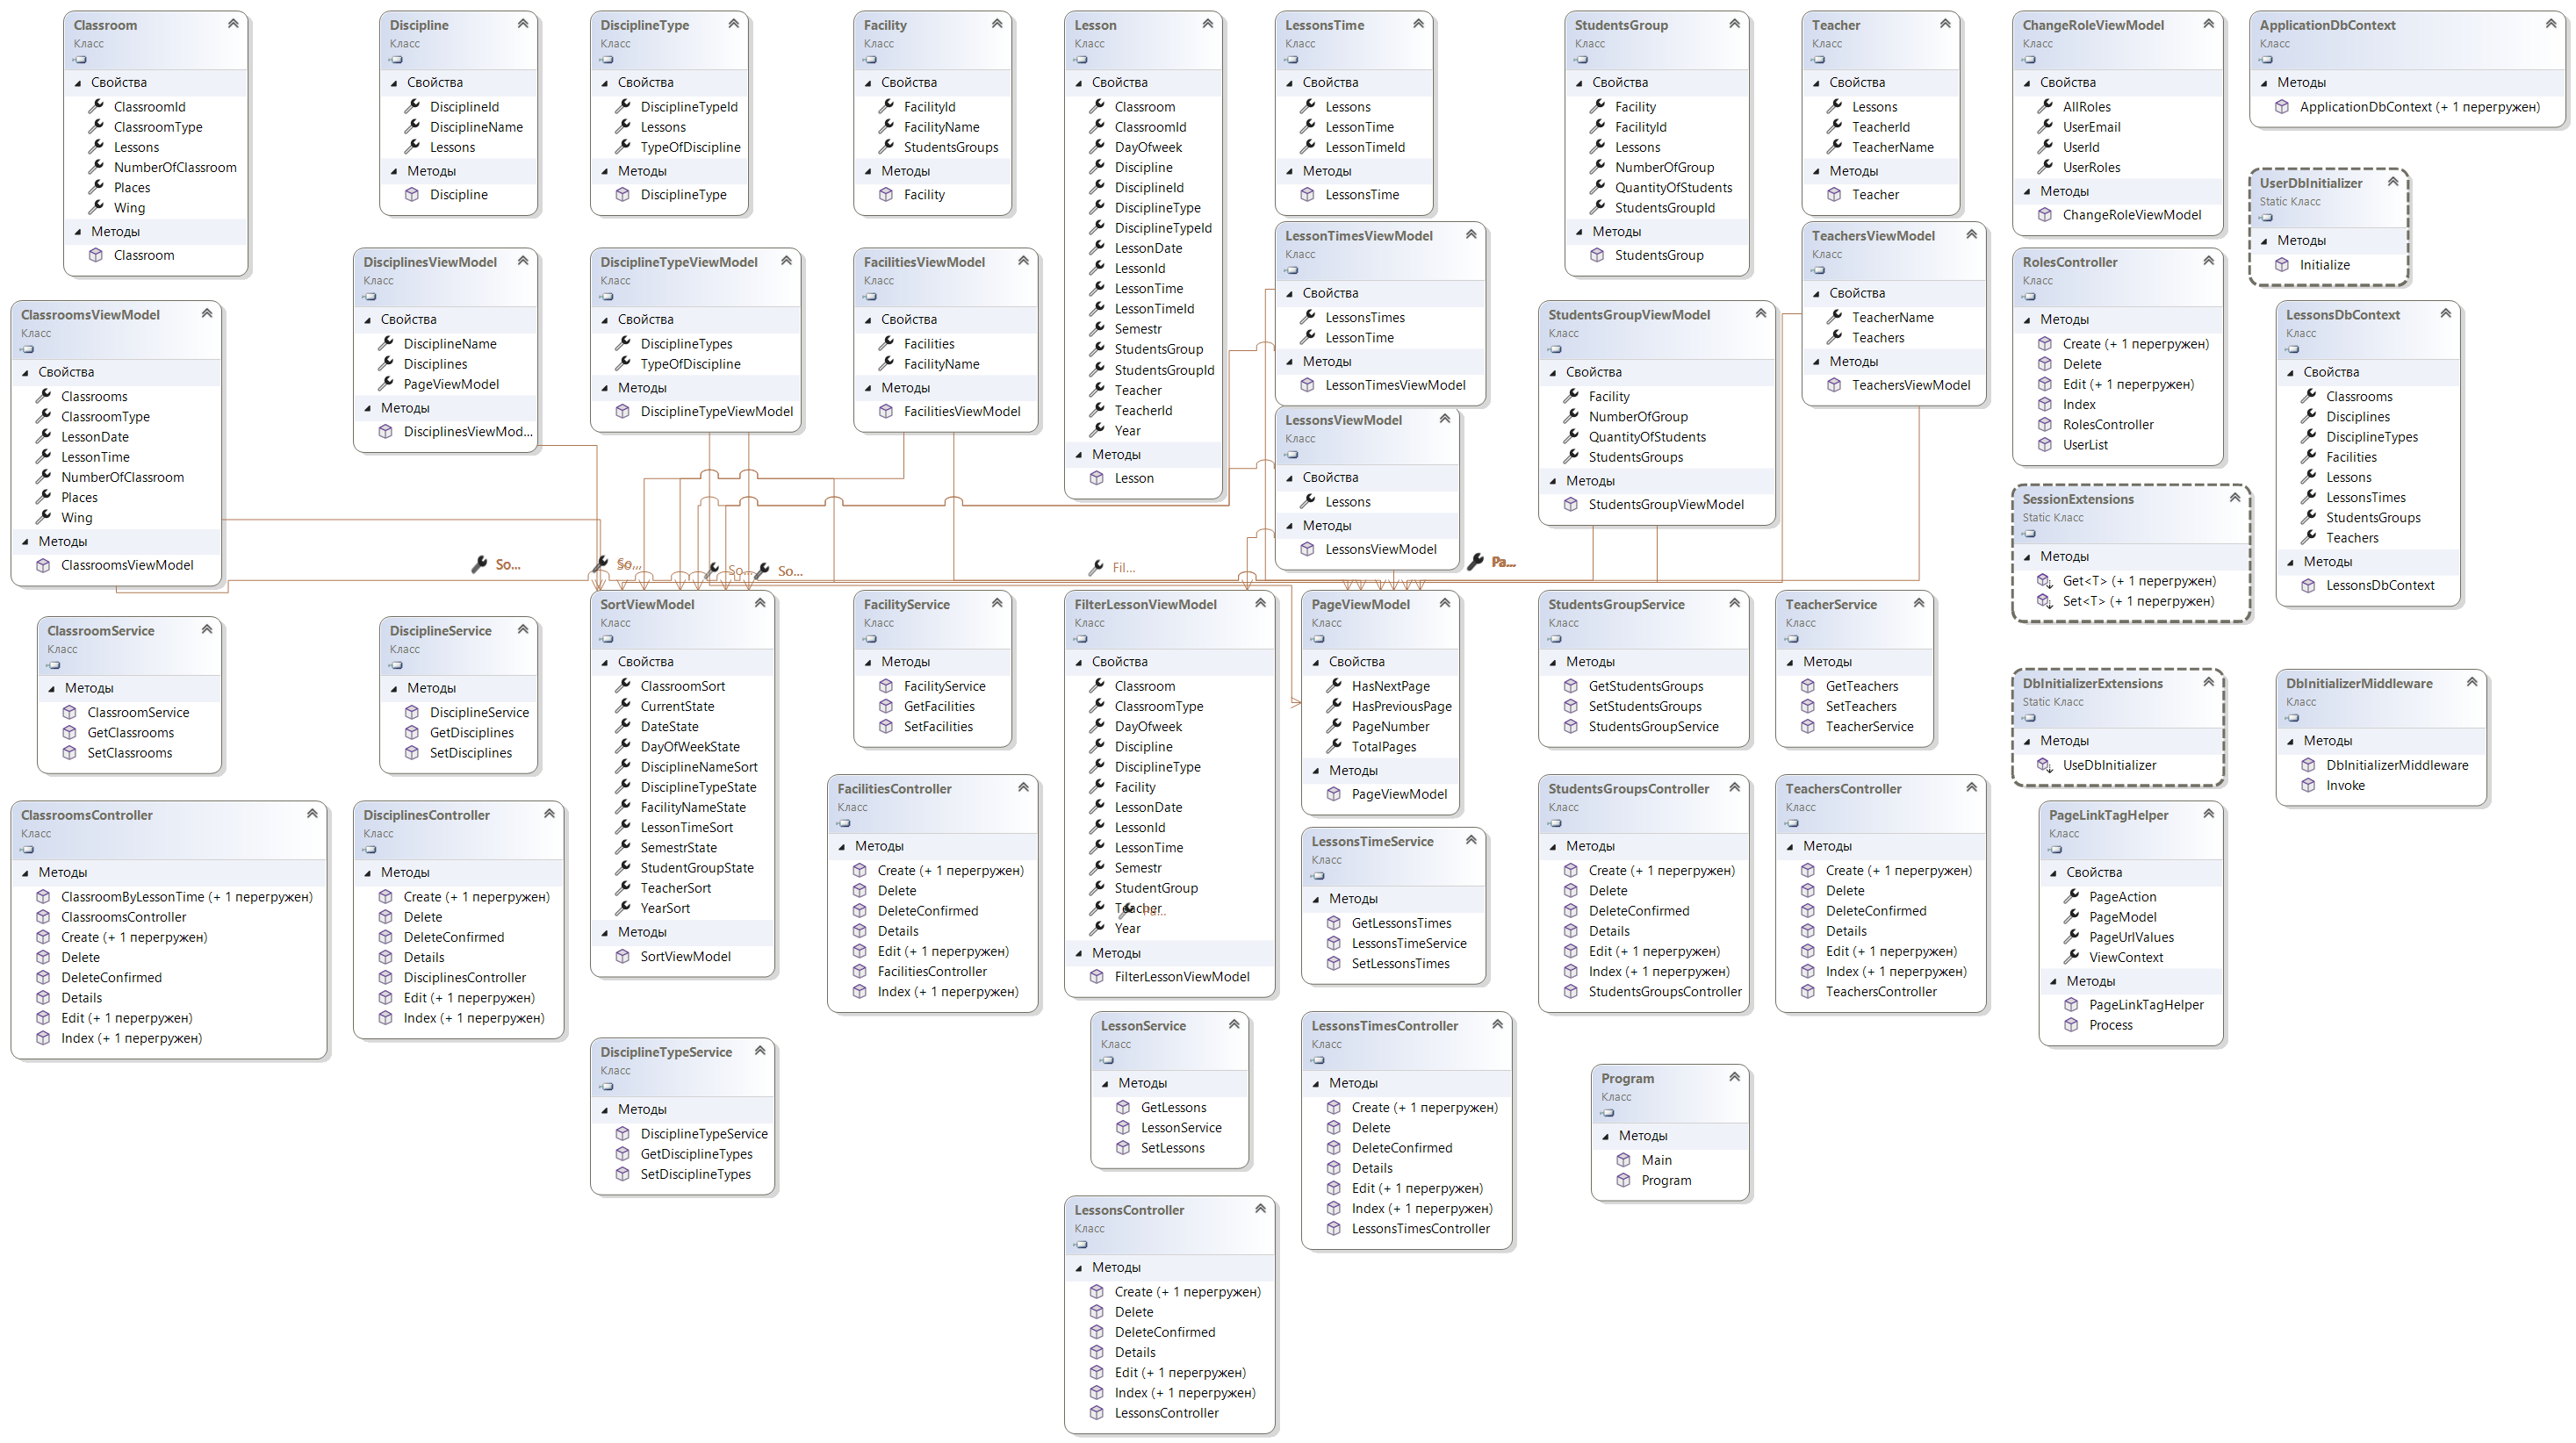 Classroom
Класс
Свойства
ClassroomId
ClassroomType
Lessons
NumberOfClassroom
Places
Wing
Методы
Classroom
Discipline
Класс
Свойства
DisciplineId
DisciplineName
Lessons
Методы
Discipline
DisciplineType
Класс
Свойства
DisciplineTypeId
Lessons
TypeOfDiscipline
Методы
DisciplineType
Facility
Класс
Свойства
FacilityId
FacilityName
StudentsGroups
Методы
Facility
Lesson
Класс
Свойства
Classroom
ClassroomId
DayOfweek
Discipline
DisciplineId
DisciplineType
DisciplineTypeId
LessonDate
LessonId
LessonTime
LessonTimeId
Semestr
StudentsGroup
StudentsGroupId
Teacher
TeacherId
Year
Методы
Lesson
LessonsTime
Класс
Свойства
Lessons
LessonTime
LessonTimeId
Методы
LessonsTime
StudentsGroup
Класс
Свойства
Facility
FacilityId
Lessons
NumberOfGroup
QuantityOfStudents
StudentsGroupId
Методы
StudentsGroup
Teacher
Класс
Свойства
Lessons
TeacherId
TeacherName
Методы
Teacher
ChangeRoleViewModel
Класс
Свойства
AllRoles
UserEmail
UserId
UserRoles
Методы
ChangeRoleViewModel
ApplicationDbContext
Класс
Методы
ApplicationDbContext (+ 1 перегружен)
UserDbInitializer
Static Класс
Методы
Initialize
ClassroomsViewModel
Класс
Свойства
Classrooms
ClassroomType
LessonDate
LessonTime
NumberOfClassroom
Places
Wing
Методы
ClassroomsViewModel
DisciplinesViewModel
Класс
Свойства
DisciplineName
Disciplines
PageViewModel
Методы
DisciplinesViewMod...
DisciplineTypeViewModel
Класс
Свойства
DisciplineTypes
TypeOfDiscipline
Методы
DisciplineTypeViewModel
FacilitiesViewModel
Класс
Свойства
Facilities
FacilityName
Методы
FacilitiesViewModel
LessonTimesViewModel
Класс
Свойства
LessonsTimes
LessonTime
Методы
LessonTimesViewModel
LessonsViewModel
Класс
Свойства
Lessons
Методы
LessonsViewModel
StudentsGroupViewModel
Класс
Свойства
Facility
NumberOfGroup
QuantityOfStudents
StudentsGroups
Методы
StudentsGroupViewModel
TeachersViewModel
Класс
Свойства
TeacherName
Teachers
Методы
TeachersViewModel
RolesController
Класс
Методы
Create (+ 1 перегружен)
Delete
Edit (+ 1 перегружен)
Index
RolesController
UserList
LessonsDbContext
Класс
Свойства
Classrooms
Disciplines
DisciplineTypes
Facilities
Lessons
LessonsTimes
StudentsGroups
Teachers
Методы
LessonsDbContext
SessionExtensions
Static Класс
Методы
Get<T> (+ 1 перегружен)
Set<T> (+ 1 перегружен)
So...
So...
So...
So...
Fil...
Pa...
ClassroomService
Класс
Методы
ClassroomService
GetClassrooms
SetClassrooms
DisciplineService
Класс
Методы
DisciplineService
GetDisciplines
SetDisciplines
SortViewModel
Класс
Свойства
ClassroomSort
CurrentState
DateState
DayOfWeekState
DisciplineNameSort
DisciplineTypeState
FacilityNameState
LessonTimeSort
SemestrState
StudentGroupState
TeacherSort
YearSort
Методы
SortViewModel
FacilityService
Класс
Методы
FacilityService
GetFacilities
SetFacilities
FilterLessonViewModel
Класс
Свойства
Classroom
ClassroomType
DayOfweek
Discipline
DisciplineType
Facility
LessonDate
LessonId
LessonTime
Semestr
StudentGroup
Teacher
Year
Методы
FilterLessonViewModel
PageViewModel
Класс
Свойства
HasNextPage
HasPreviousPage
PageNumber
TotalPages
Методы
PageViewModel
StudentsGroupService
Класс
Методы
GetStudentsGroups
SetStudentsGroups
StudentsGroupService
TeacherService
Класс
Методы
GetTeachers
SetTeachers
TeacherService
DbInitializerExtensions
Static Класс
Методы
UseDbInitializer
DbInitializerMiddleware
Класс
Методы
DbInitializerMiddleware
Invoke
ClassroomsController
Класс
Методы
ClassroomByLessonTime (+ 1 перегружен)
ClassroomsController
Create (+ 1 перегружен)
Delete
DeleteConfirmed
Details
Edit (+ 1 перегружен)
Index (+ 1 перегружен)
DisciplinesController
Класс
Методы
Create (+ 1 перегружен)
Delete
DeleteConfirmed
Details
DisciplinesController
Edit (+ 1 перегружен)
Index (+ 1 перегружен)
FacilitiesController
Класс
Методы
Create (+ 1 перегружен)
Delete
DeleteConfirmed
Details
Edit (+ 1 перегружен)
FacilitiesController
Index (+ 1 перегружен)
LessonsTimeService
Класс
Методы
GetLessonsTimes
LessonsTimeService
SetLessonsTimes
StudentsGroupsController
Класс
Методы
Create (+ 1 перегружен)
Delete
DeleteConfirmed
Details
Edit (+ 1 перегружен)
Index (+ 1 перегружен)
StudentsGroupsController
TeachersController
Класс
Методы
Create (+ 1 перегружен)
Delete
DeleteConfirmed
Details
Edit (+ 1 перегружен)
Index (+ 1 перегружен)
TeachersController
PageLinkTagHelper
Класс
Свойства
PageAction
PageModel
PageUrlValues
ViewContext
Методы
PageLinkTagHelper
Process
DisciplineTypeService
Класс
Методы
DisciplineTypeService
GetDisciplineTypes
SetDisciplineTypes
LessonService
Класс
Методы
GetLessons
LessonService
SetLessons
LessonsTimesController
Класс
Методы
Create (+ 1 перегружен)
Delete
DeleteConfirmed
Details
Edit (+ 1 перегружен)
Index (+ 1 перегружен)
LessonsTimesController
Program
Класс
Методы
Main
Program
LessonsController
Класс
Методы
Create (+ 1 перегружен)
Delete
DeleteConfirmed
Details
Edit (+ 1 перегружен)
Index (+ 1 перегружен)
LessonsController